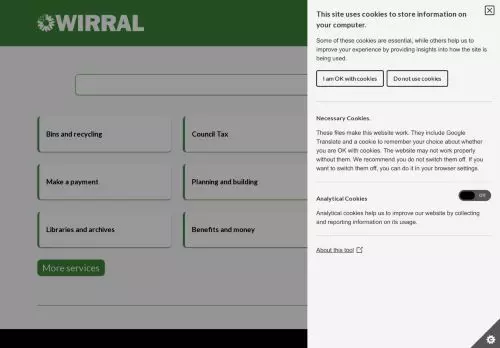 WIRRAL
Bins and recycling
Council Tax
Make a payment
Planning and building
Libraries and archives
Benefits and money
More services
This site uses cookies to store information on
your computer.
Some of these cookies are essential, while others help us to
improve your experience by providing insights into how the site is
being used.
I am OK with cookies
Do not use cookies
Necessary Cookies.
These files make this website work. They include Google
Translate and a cookie to remember your choice about whether
you are OK with cookies. The website may not work properly
without them. We recommend you do not switch them off. If you
want to switch them off, you can do it in your browser settings.
Analytical Cookies
Off
Analytical cookies help us to improve our website by collecting
and reporting information on its usage.
About this tool